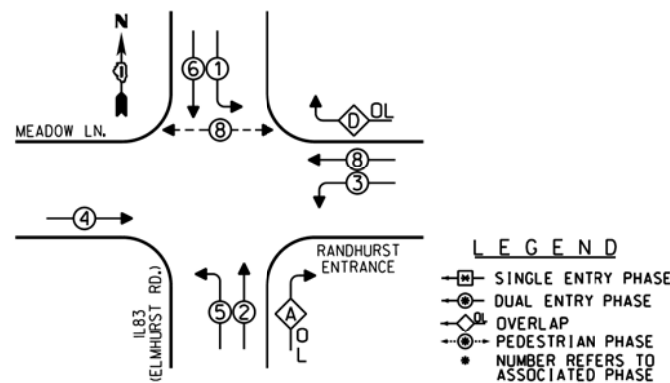 N
6 1
D OL
MEADOW LN.
8
8
3
4
RANDHURST
ENTRANCE
IL83
(ELMHURST RD.)
5 2 A
O
L
LEGEND
* SINGLE ENTRY PHASE
* DUAL ENTRY PHASE
OL OVERLAP
* PEDESTRIAN PHASE
* NUMBER REFERS TO
ASSOCIATED PHASE